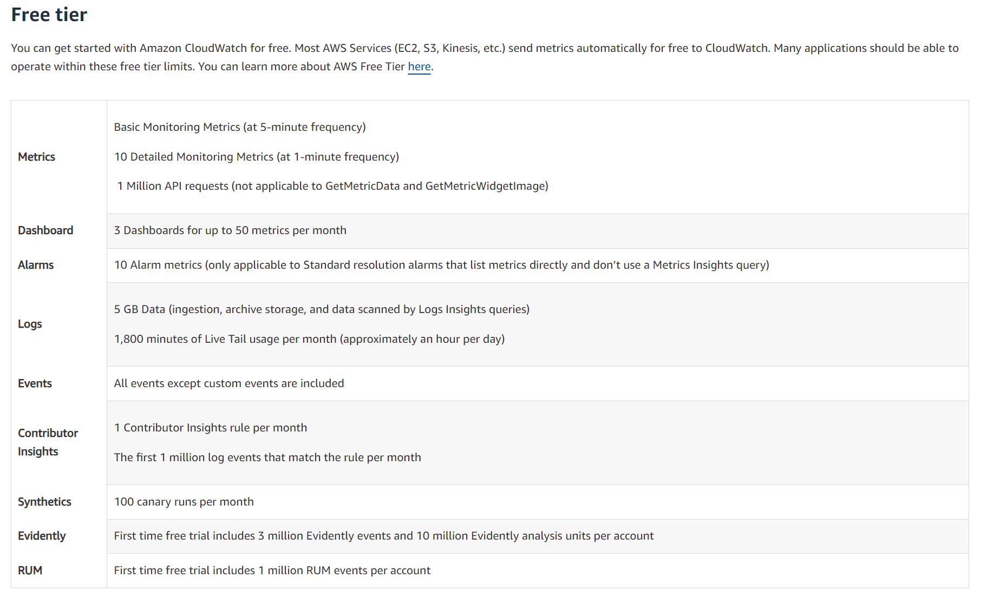 Free tier
You can get started with Amazon CloudWatch for free. Most AWS Services (EC2, S3, Kinesis, etc.) send metrics automatically for free to CloudWatch. Many applications should be able to
operate within these free tier limits. You can learn more about AWS Free Tier here.
Metrics
Basic Monitoring Metrics (at 5-minute frequency)
10 Detailed Monitoring Metrics (at 1-minute frequency)
1 Million API requests (not applicable to GetMetricData and GetMetricWidgetImage)
Dashboard
3 Dashboards for up to 50 metrics per month
Alarms
10 Alarm metrics (only applicable to Standard resolution alarms that list metrics directly and don’t use a Metrics Insights query)
Logs
5 GB Data (ingestion, archive storage, and data scanned by Logs Insights queries)
1,800 minutes of Live Tail usage per month (approximately an hour per day)
Events
All events except custom events are included
Contributor
Insights
1 Contributor Insights rule per month
The first 1 million log events that match the rule per month
Synthetics
100 canary runs per month
Evidently
First time free trial includes 3 million Evidently events and 10 million Evidently analysis units per account
RUM
First time free trial includes 1 million RUM events per account